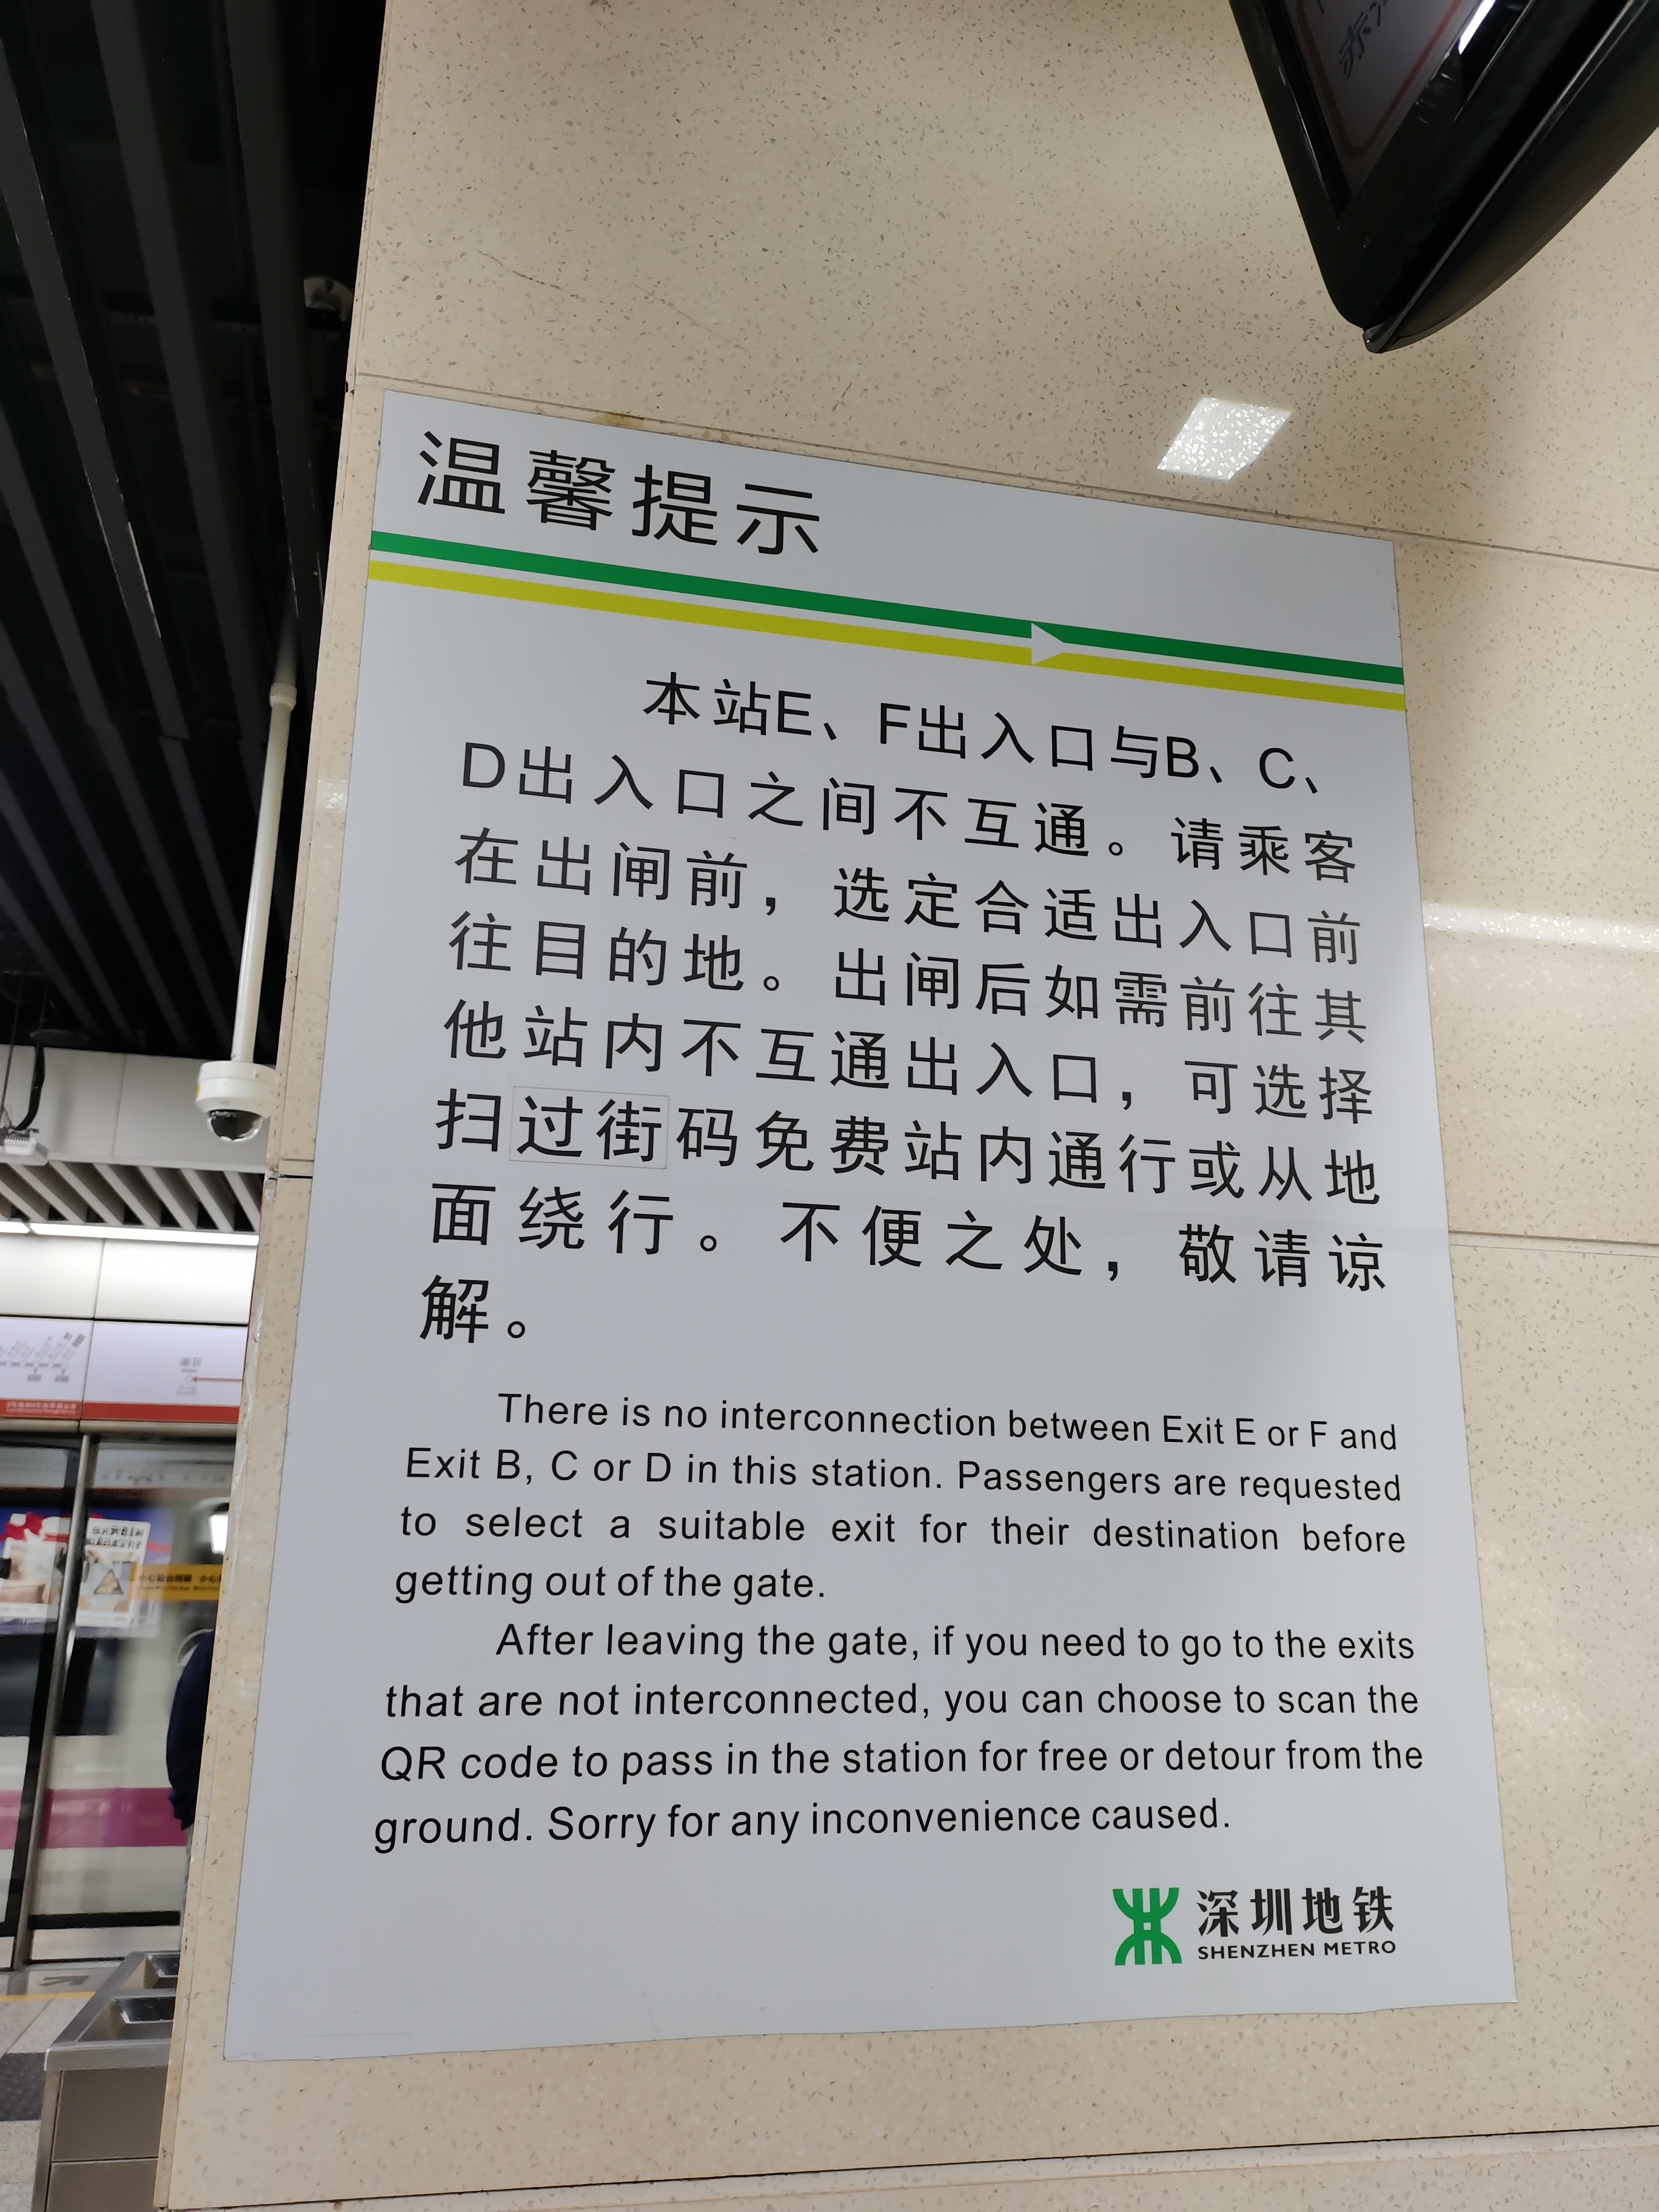 温馨提示
本站E、F出入口与B、C、
D出入口之间不互通。请乘客
在出闸前，选定合适出入口前
往目的地。出闸后如需前往其
他站内不互通出入口，可选择
扫过街码免费站内通行或从地
面绕行。不便之处，敬请谅
解。
There is no interconnection between Exit E or F and
Exit B, C or D in this station. Passengers are requested
to select a suitable exit for their destination before
getting out of the gate.
After leaving the gate, if you need to go to the exits
that are not interconnected, you can choose to scan the
QR code to pass in the station for free or detour from the
ground. Sorry for any inconvenience caused.
深圳地铁
SHENZHEN METRO
湖贝